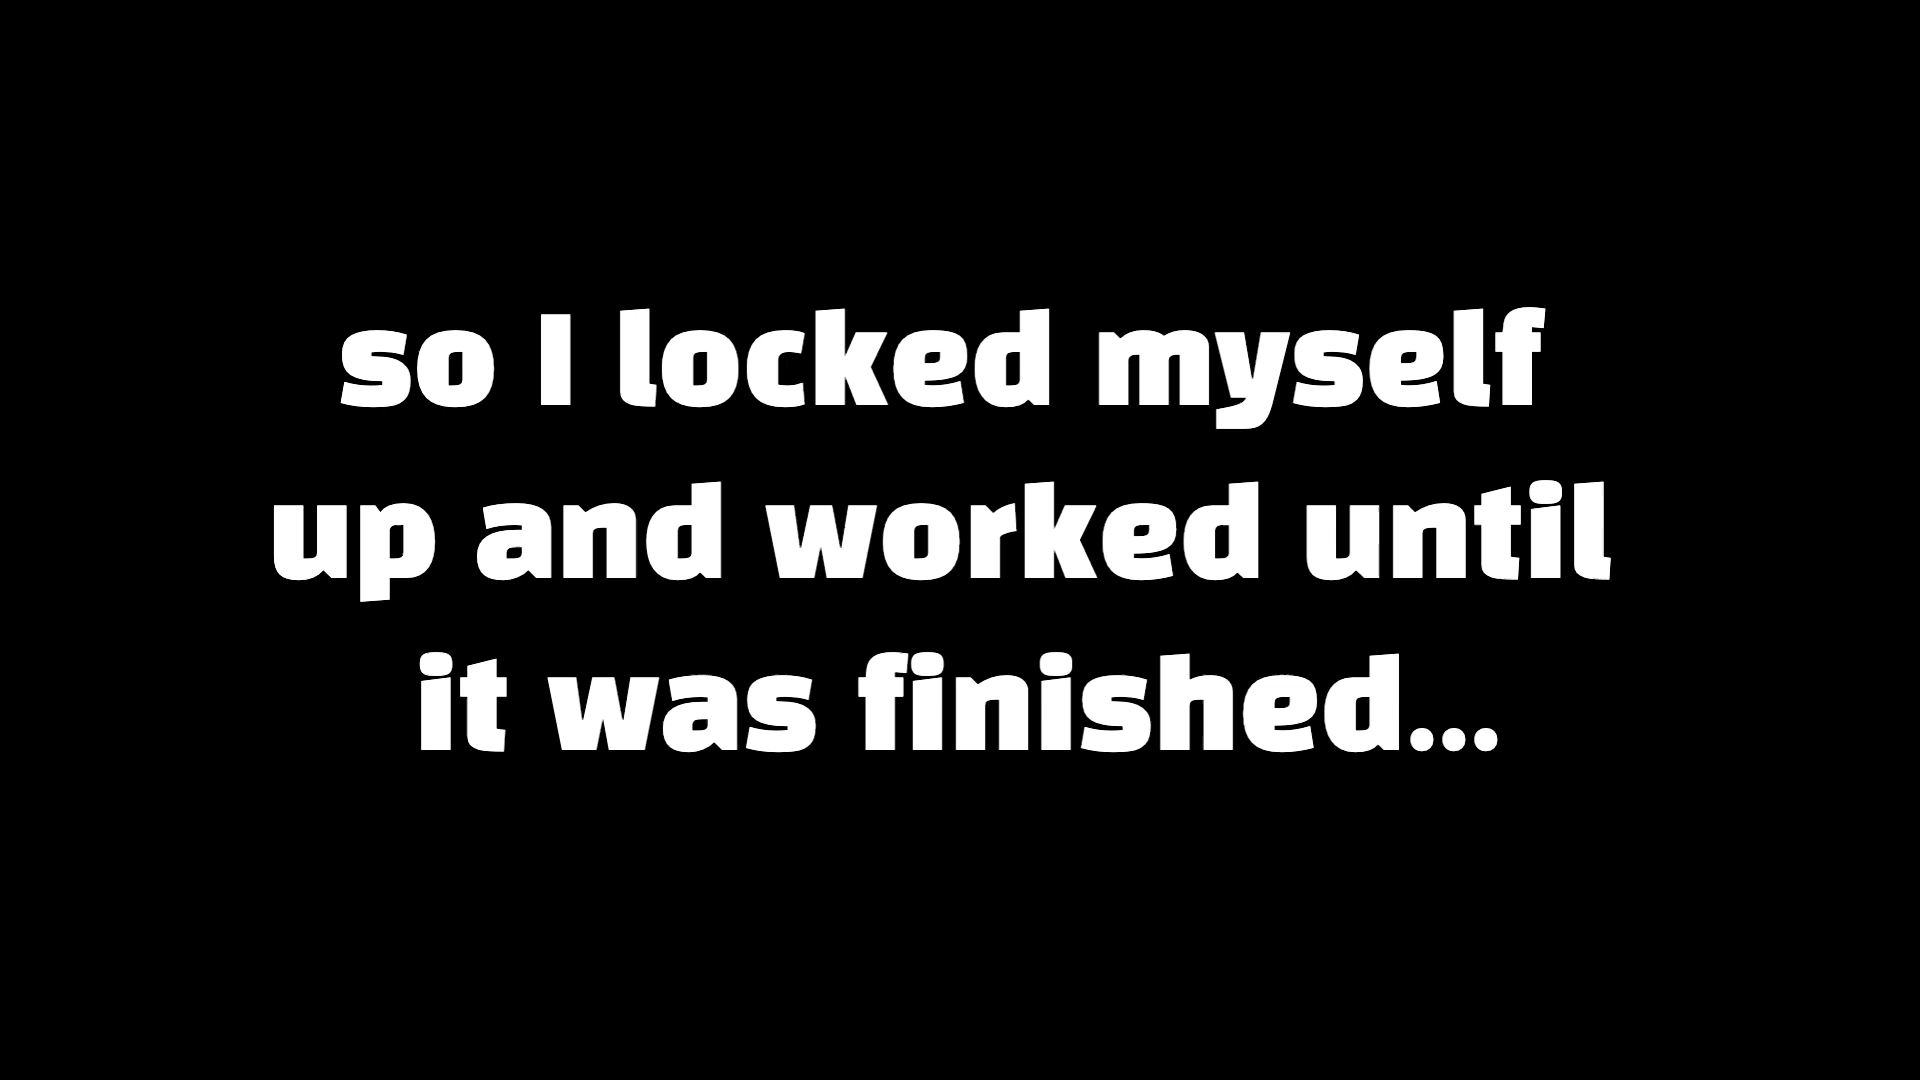 so I locked myself
up and worked until
it was finished...